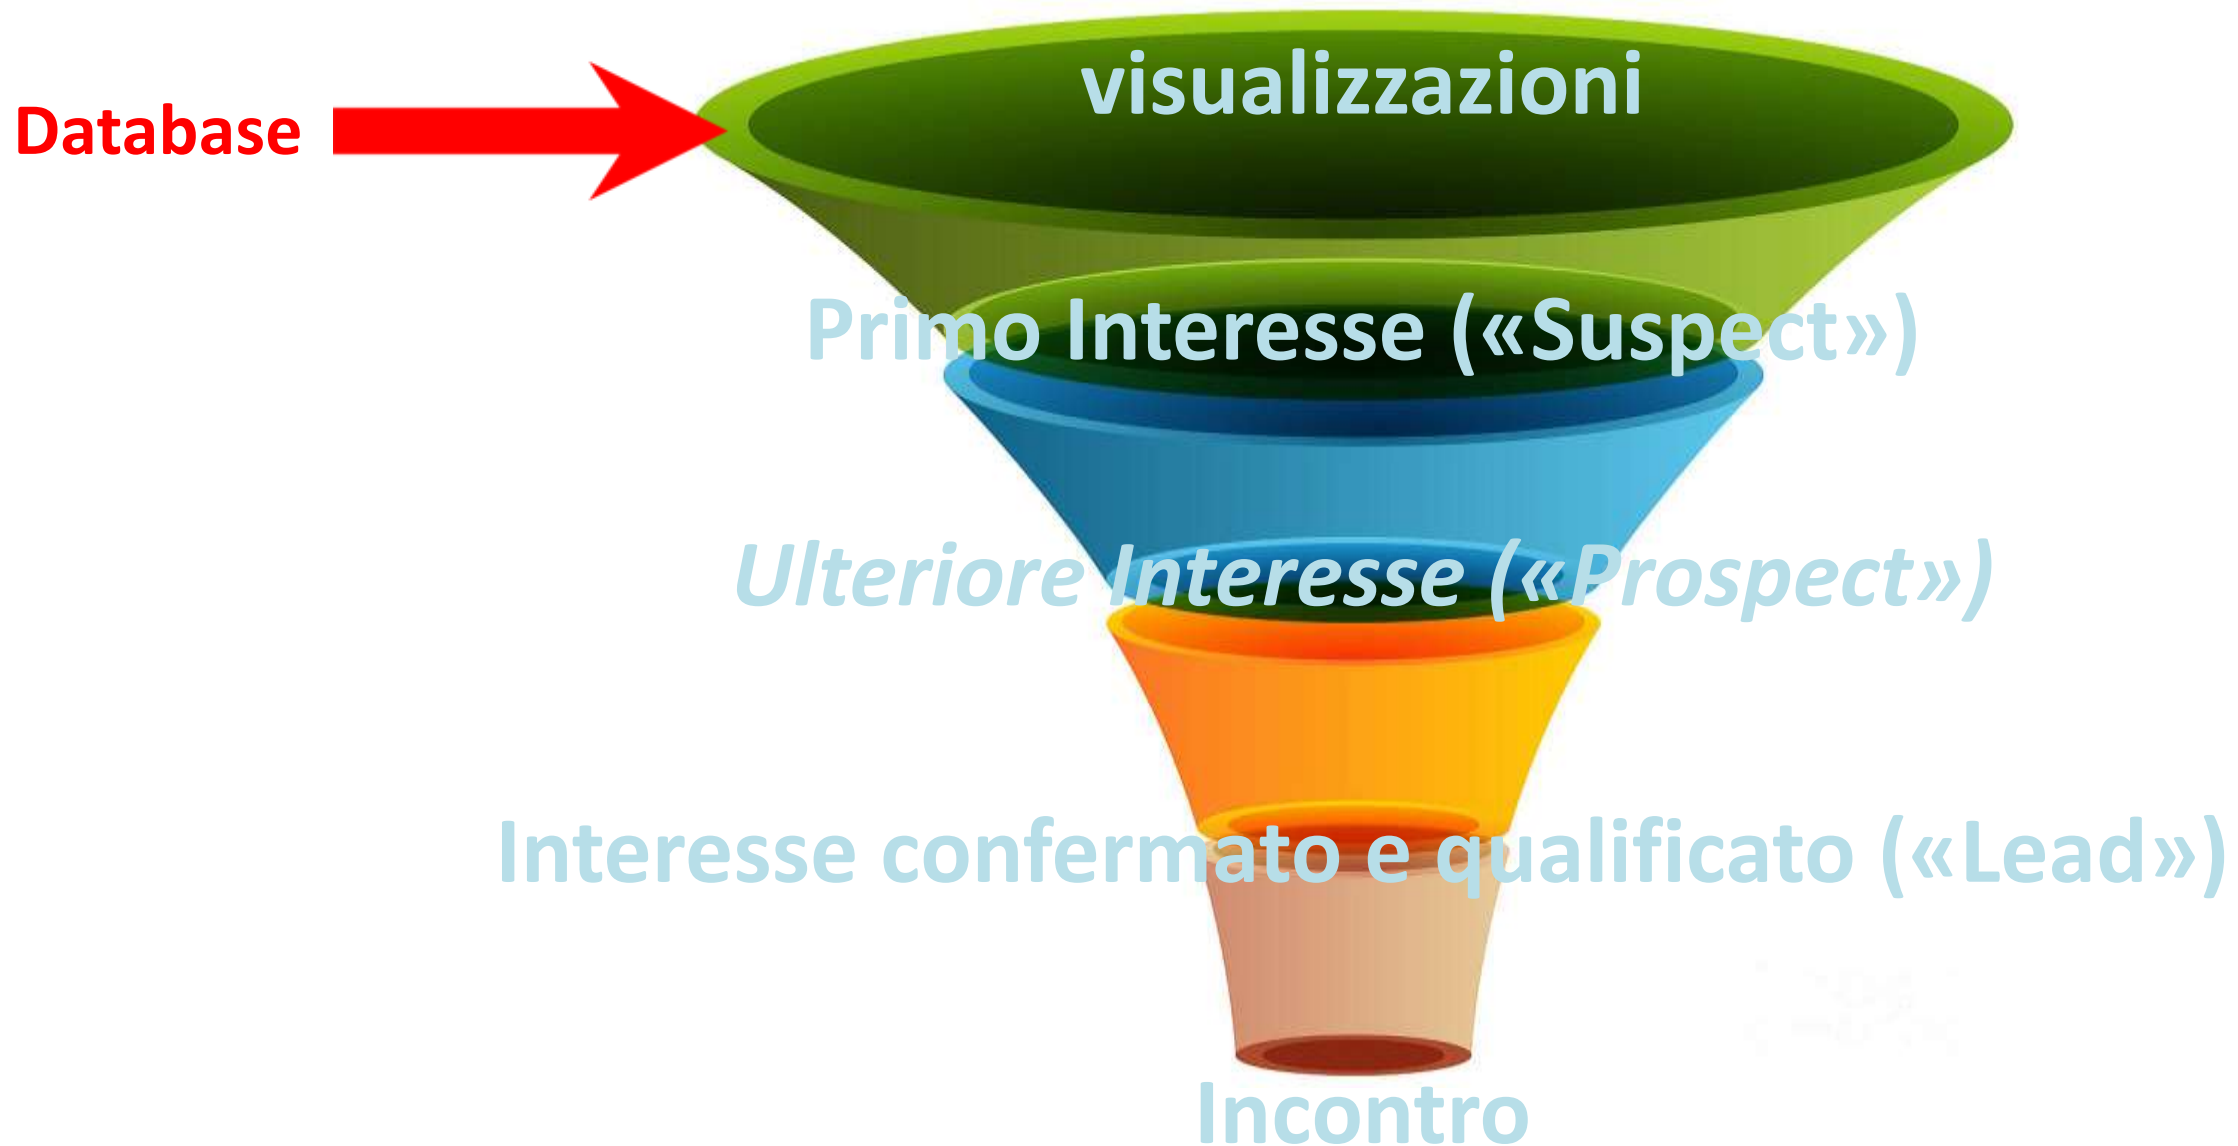 visualizzazioni
Database
Primo Interesse («Suspect»)
Ulteriore Interesse («Prospect»)
Interesse confermato e qualificato («Lead»)
Incontro